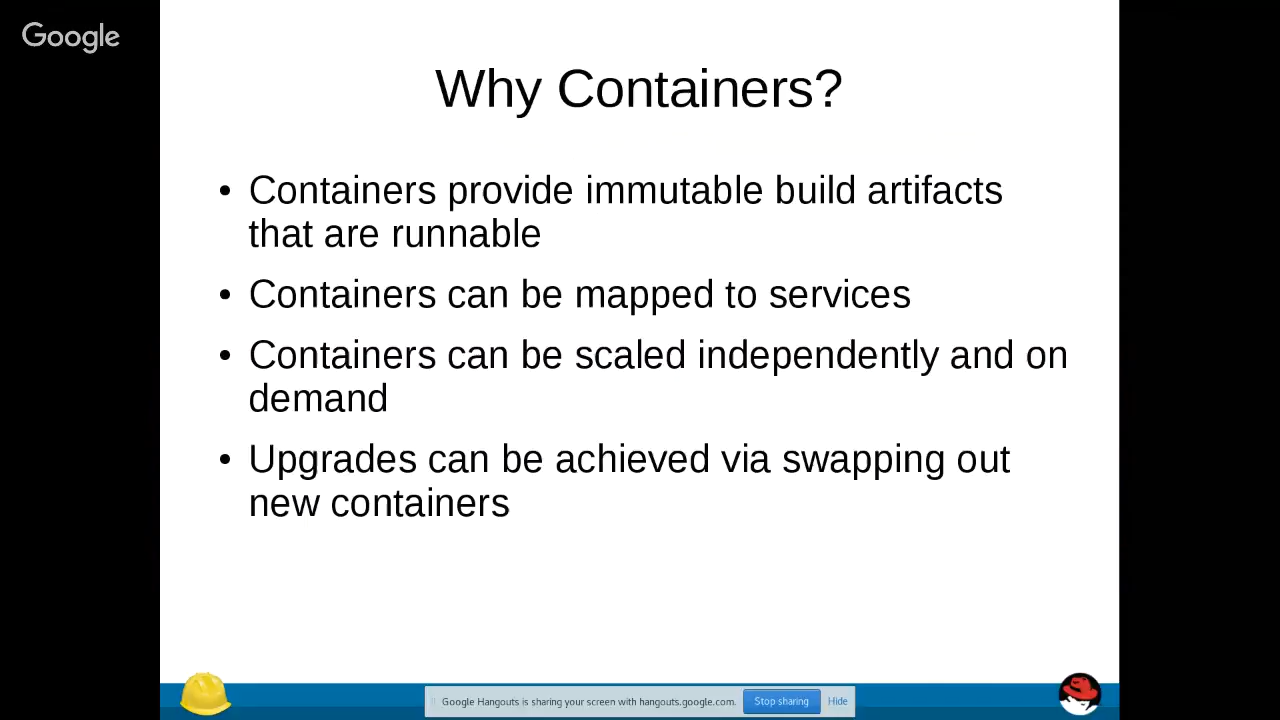 Google
Why Containers?
• Containers provide immutable build artifacts
that are runnable
• Containers can be mapped to services
• Containers can be scaled independently and on
demand
• Upgrades can be achieved via swapping out
new containers
Google Hangouts is sharing your screen with hangouts.google.com. Stop sharing Hide